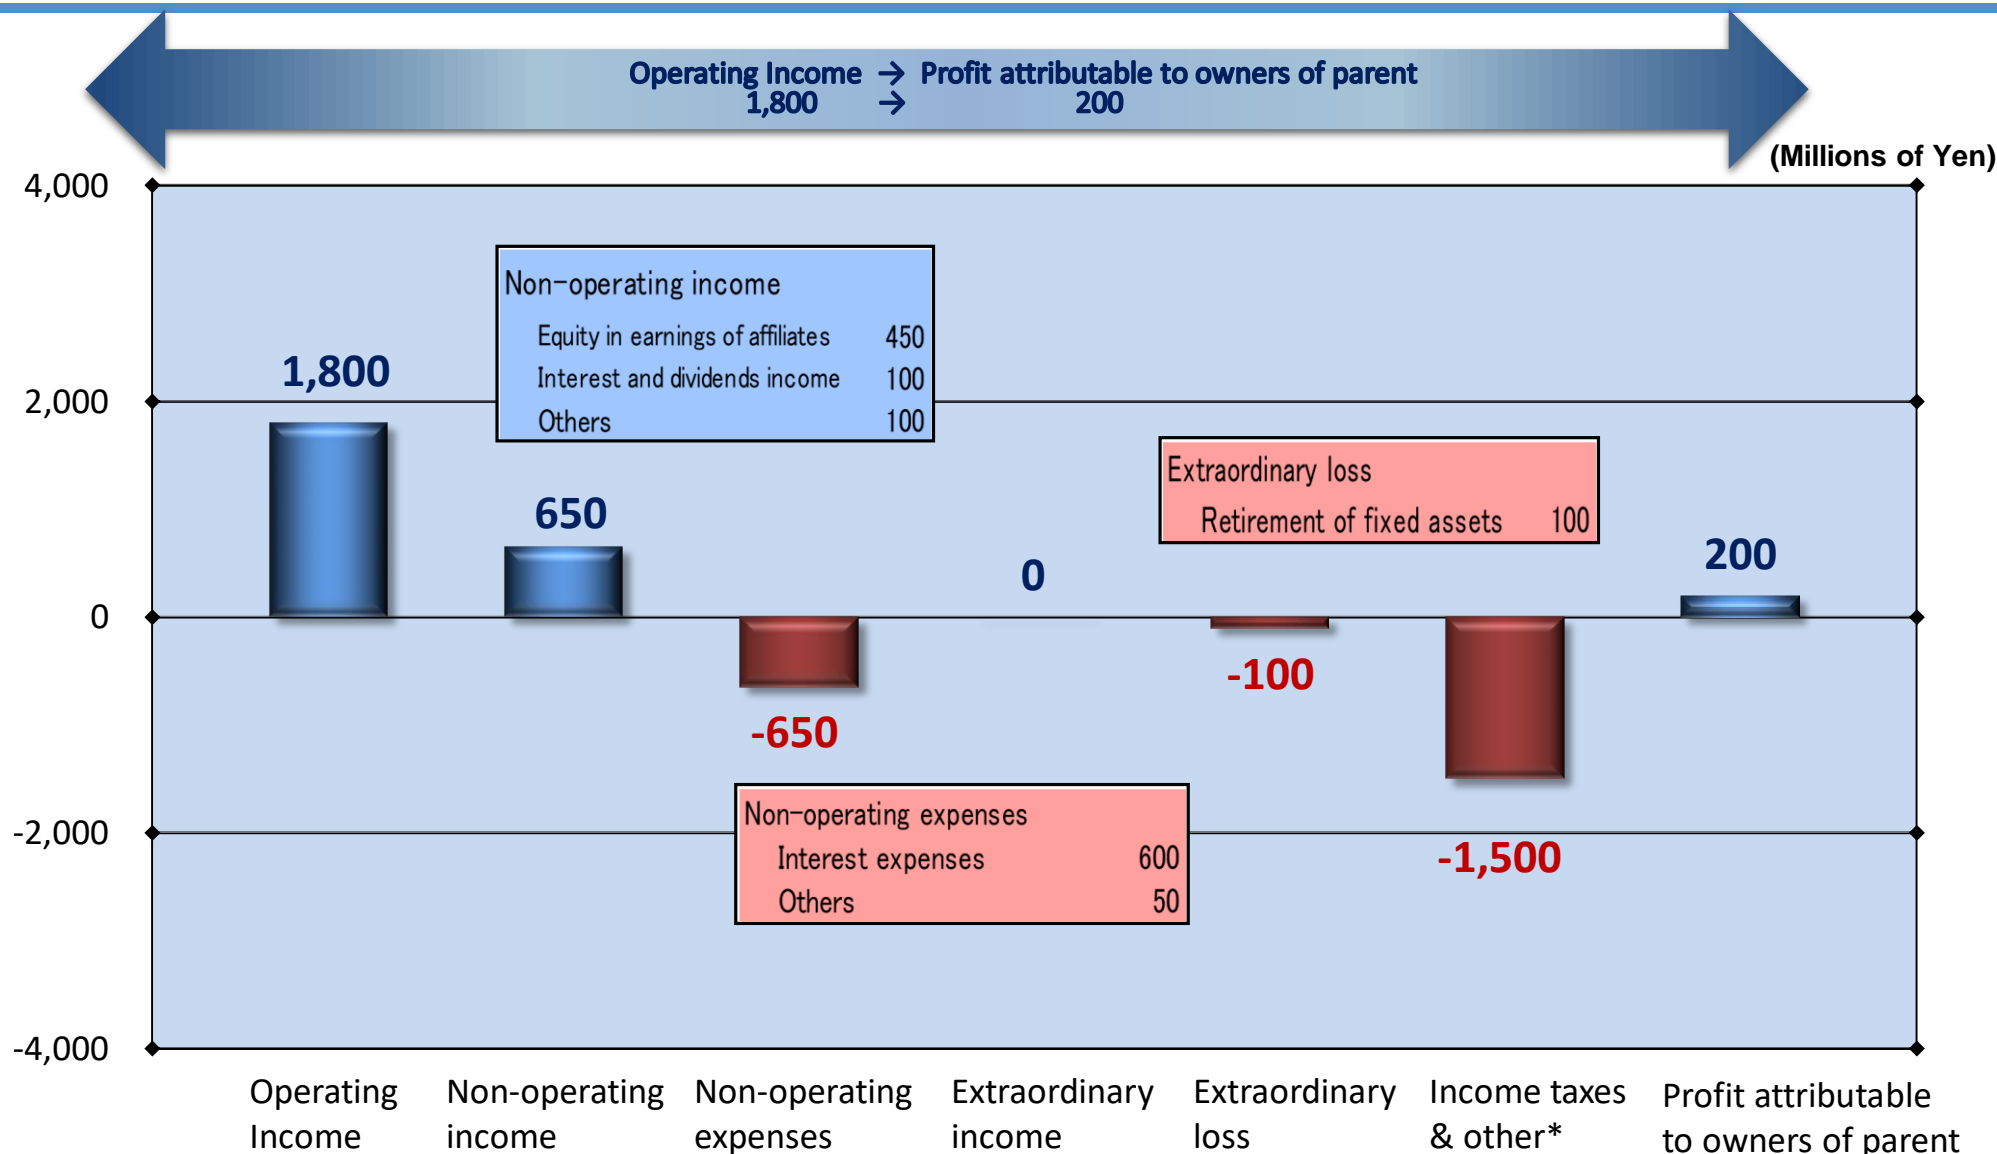 Operating Income → Profit attributable to owners of parent
1,800 → 200
(Millions of Yen)
4,000
2,000
0
-2,000
-4,000
Non-operating income
Equity in earnings of affiliates 450
Interest and dividends income 100
Others 100
1,800
650
-650
0
Extraordinary loss
Retirement of fixed assets 100
-100
-1,500
200
Non-operating expenses
Interest expenses 600
Others 50
Operating
Income
Non-operating
income
Non-operating
expenses
Extraordinary
income
Extraordinary
loss
Income taxes
& other*
Profit attributable
to owners of parent